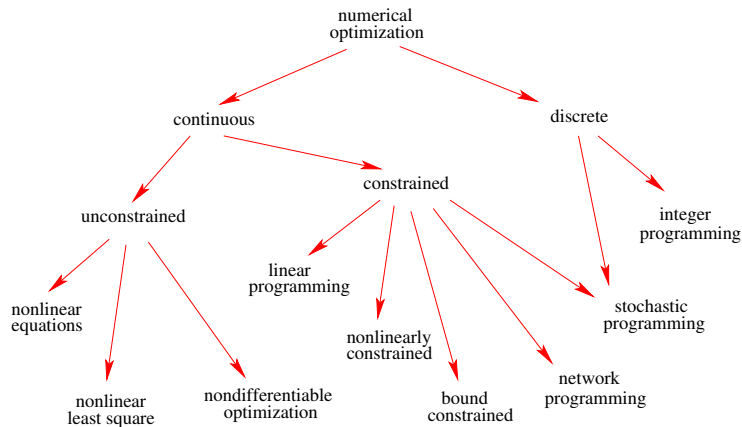 numerical
optimization
continuous
discrete
constrained
unconstrained
integer
programming
linear
programming
nonlinear
equations
stochastic
programming
nonlinearly
constrained
network
programming
nonlinear
least square
nondifferentiable
optimization
bound
constrained